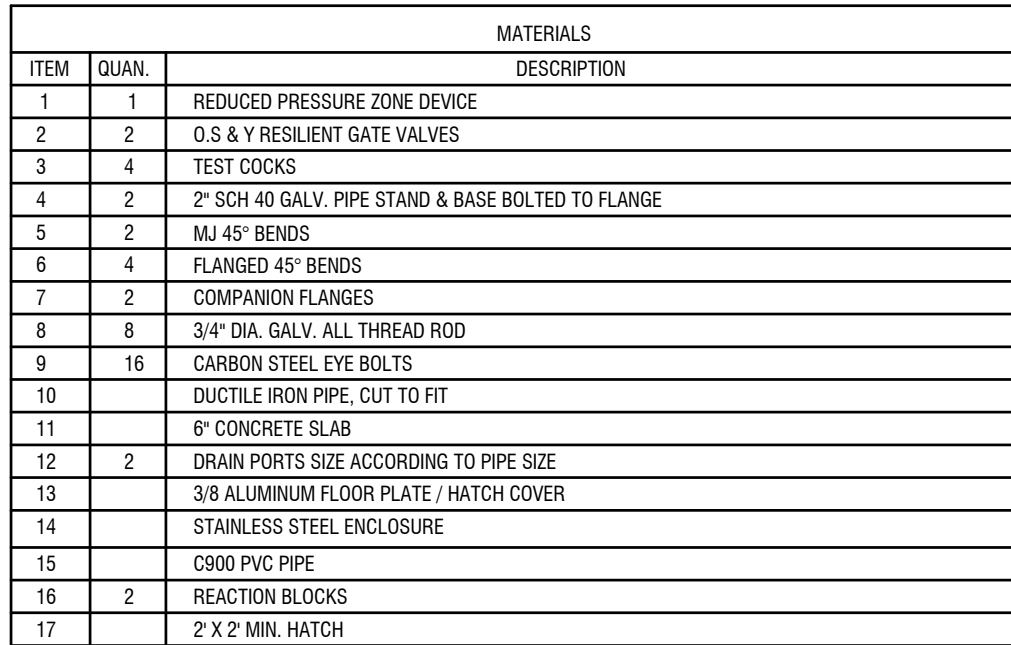 MATERIALS
ITEM QUAN. DESCRIPTION
1 1 REDUCED PRESSURE ZONE DEVICE
2 2 O.S & Y RESILIENT GATE VALVES
3 4 TEST COCKS
4 2 2" SCH 40 GALV. PIPE STAND & BASE BOLTED TO FLANGE
5 2 MJ 45° BENDS
6 4 FLANGED 45° BENDS
7 2 COMPANION FLANGES
8 8 3/4" DIA. GALV. ALL THREAD ROD
9 16 CARBON STEEL EYE BOLTS
10 DUCTILE IRON PIPE, CUT TO FIT
11 6" CONCRETE SLAB
12 2 DRAIN PORTS SIZE ACCORDING TO PIPE SIZE
13 3/8 ALUMINUM FLOOR PLATE / HATCH COVER
14 STAINLESS STEEL ENCLOSURE
15 C900 PVC PIPE
16 2 REACTION BLOCKS
17 2' X 2' MIN. HATCH